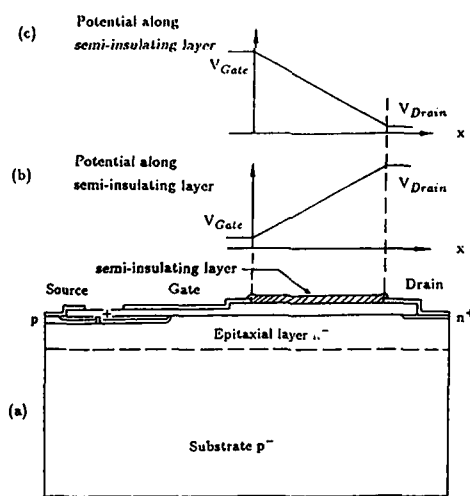 (c)
Potential along
semi-insulating layer
V_Gate
V_Drain
x
(b)
Potential along
semi-insulating layer
V_Drain
V_Gate
x
semi-insulating layer
Source
Gate
Drain
p
+
n+
Epitaxial layer n⁻
(a)
Substrate p⁻